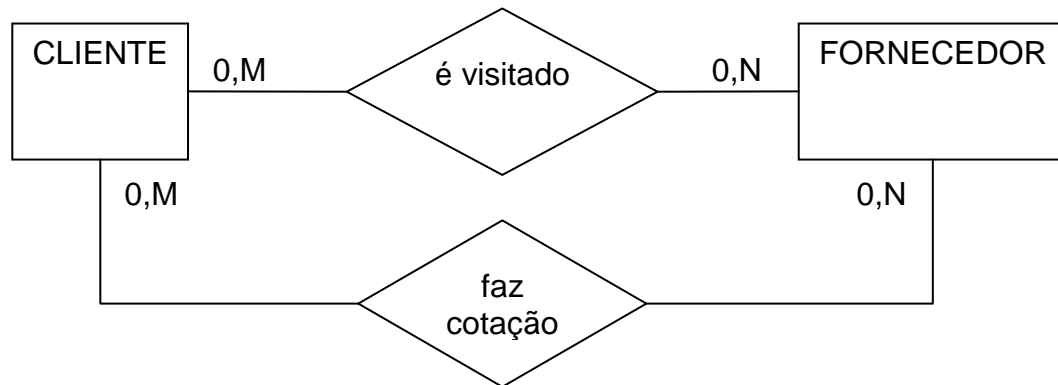 CLIENTE
0,M
é visitado
0,N
FORNECEDOR
0,M
0,N
faz
cotação